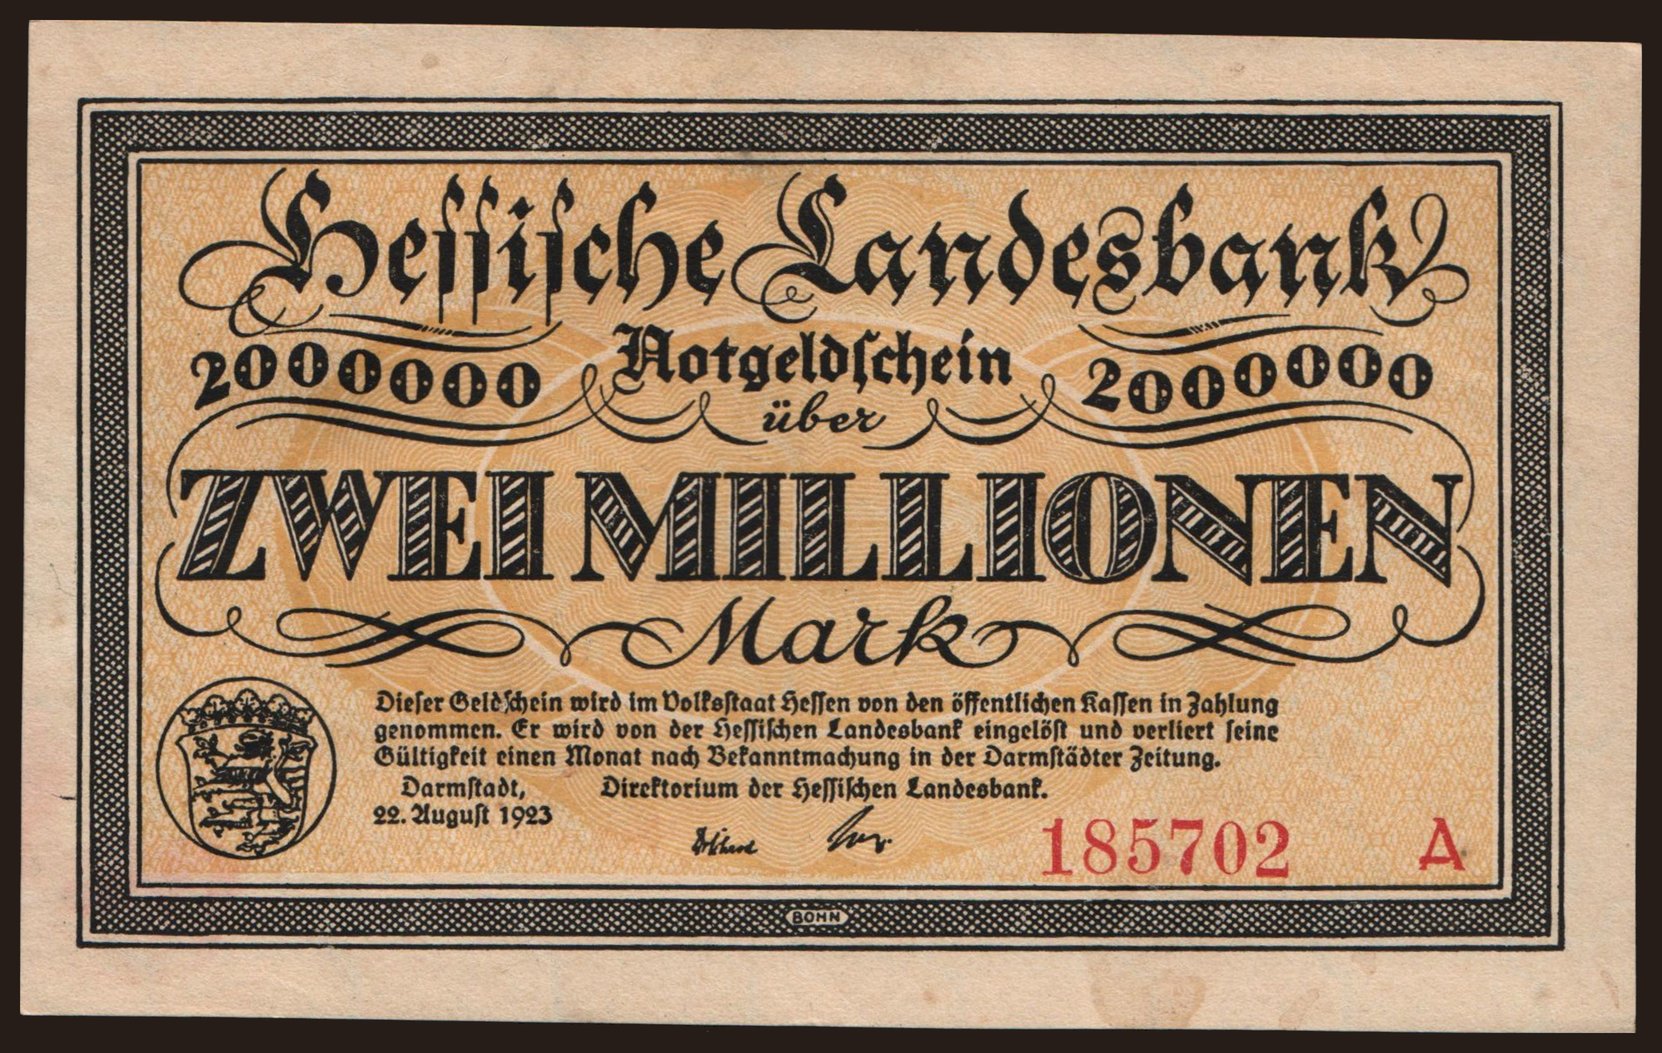 Hessische Landesbank
2000000 Notgeldschein 2000000
über
ZWEI MILLIONEN
Mark
Dieser Geldschein wird im Volksstaat Hessen von den öffentlichen Kassen in Zahlung
genommen. Er wird von der Hessischen Landesbank eingelöst und verliert seine
Gültigkeit einen Monat nach Bekanntmachung in der Darmstädter Zeitung.
Darmstadt, Direktorium der Hessischen Landesbank.
22. August 1923
185702 A
BOHN